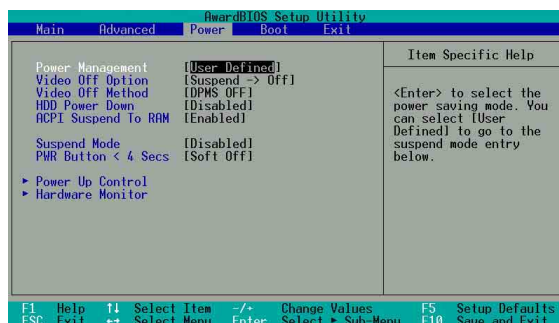 AwardBIOS Setup Utility
Main Advanced Power Boot Exit
Power Management [User Defined]
Video Off Option [Suspend -> Off]
Video Off Method [DPMS OFF]
HDD Power Down [Disabled]
ACPI Suspend To RAM [Enabled]
Suspend Mode [Disabled]
PWR Button < 4 Secs [Soft Off]
▸ Power Up Control
▸ Hardware Monitor
Item Specific Help
<Enter> to select the
power saving mode. You
can select [User
Defined] to go to the
suspend mode entry
below.
F1 Help ↑↓ Select Item -/+ Change Values F5 Setup Defaults
ESC Exit ↔ Select Menu Enter Select ▸ Sub-Menu F10 Save and Exit